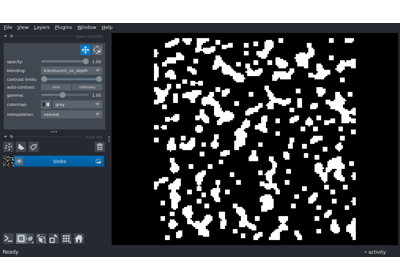 File View Layers Plugins Window Help
opacity: 1.00
blending: translucent_no_depth
contrast limits:
auto-contrast: once continuous
gamma: 1.00
colormap: gray
interpolation: nearest
blobs
Ready activity